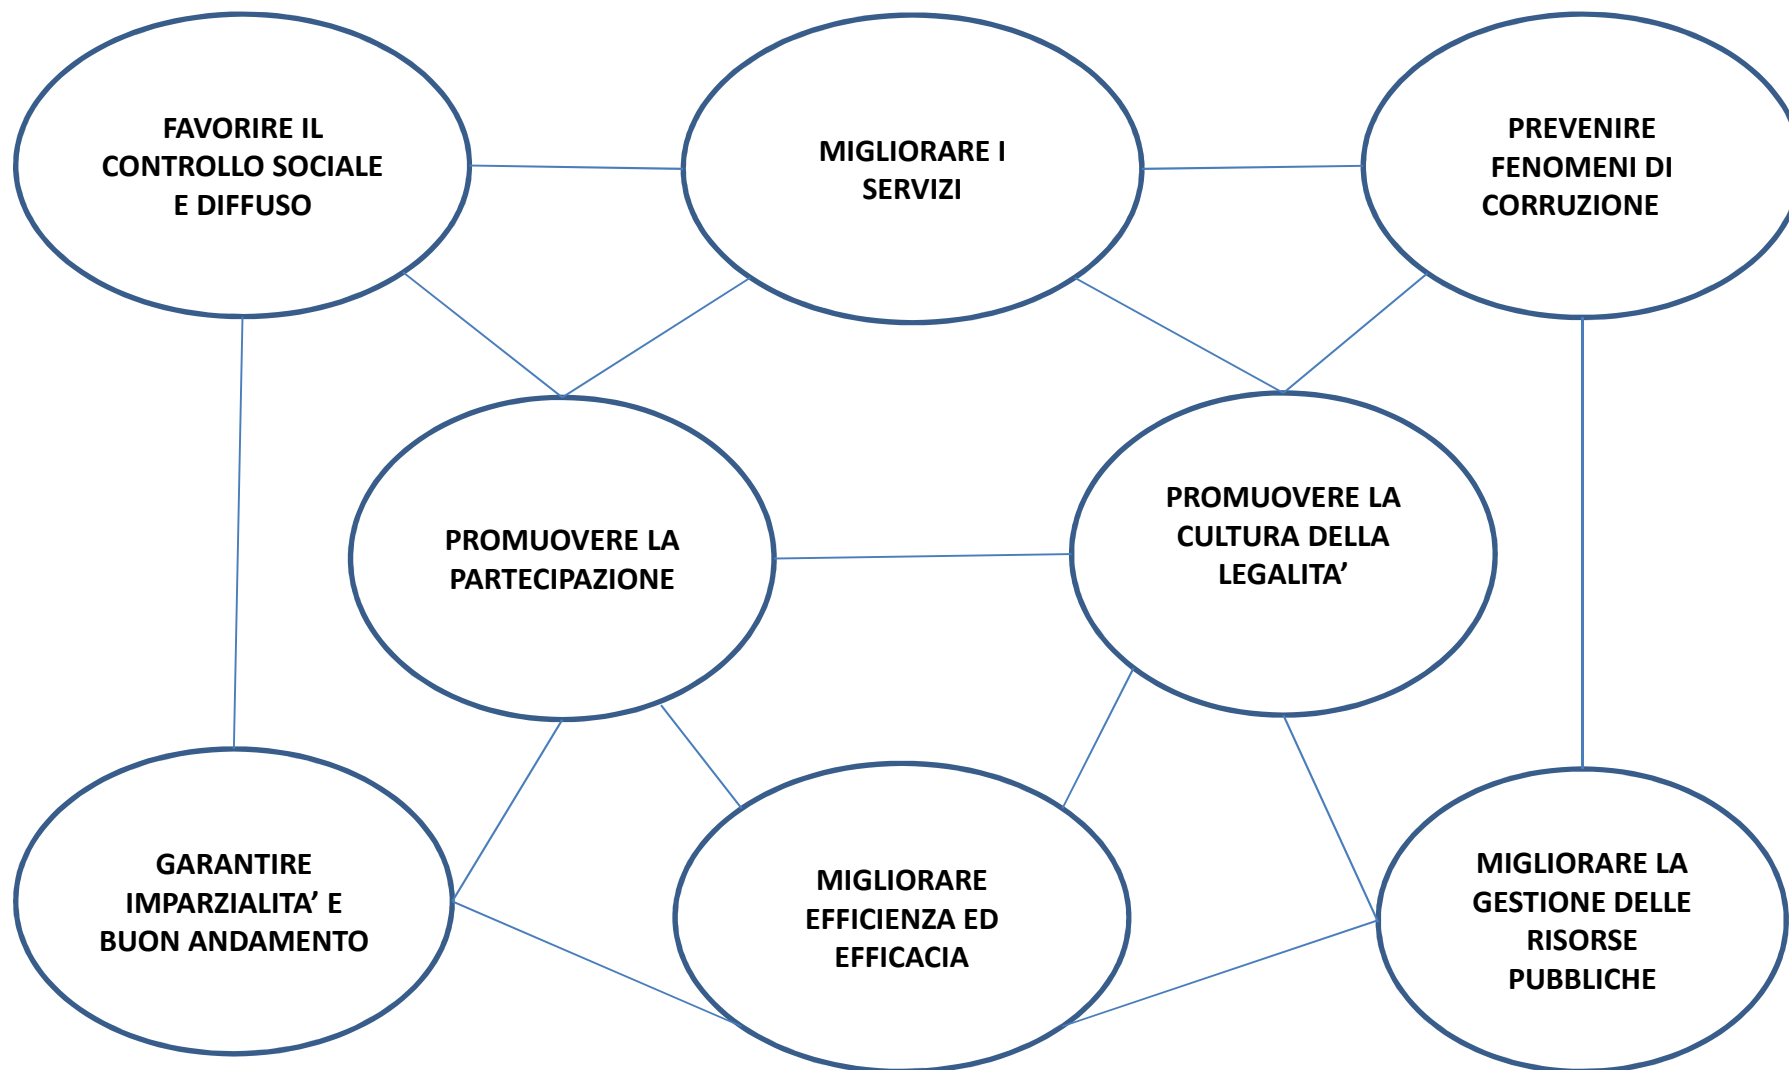 FAVORIRE IL
CONTROLLO SOCIALE
E DIFFUSO
MIGLIORARE I
SERVIZI
PREVENIRE
FENOMENI DI
CORRUZIONE
PROMUOVERE LA
PARTECIPAZIONE
PROMUOVERE LA
CULTURA DELLA
LEGALITA’
GARANTIRE
IMPARZIALITA’ E
BUON ANDAMENTO
MIGLIORARE
EFFICIENZA ED
EFFICACIA
MIGLIORARE LA
GESTIONE DELLE
RISORSE
PUBBLICHE